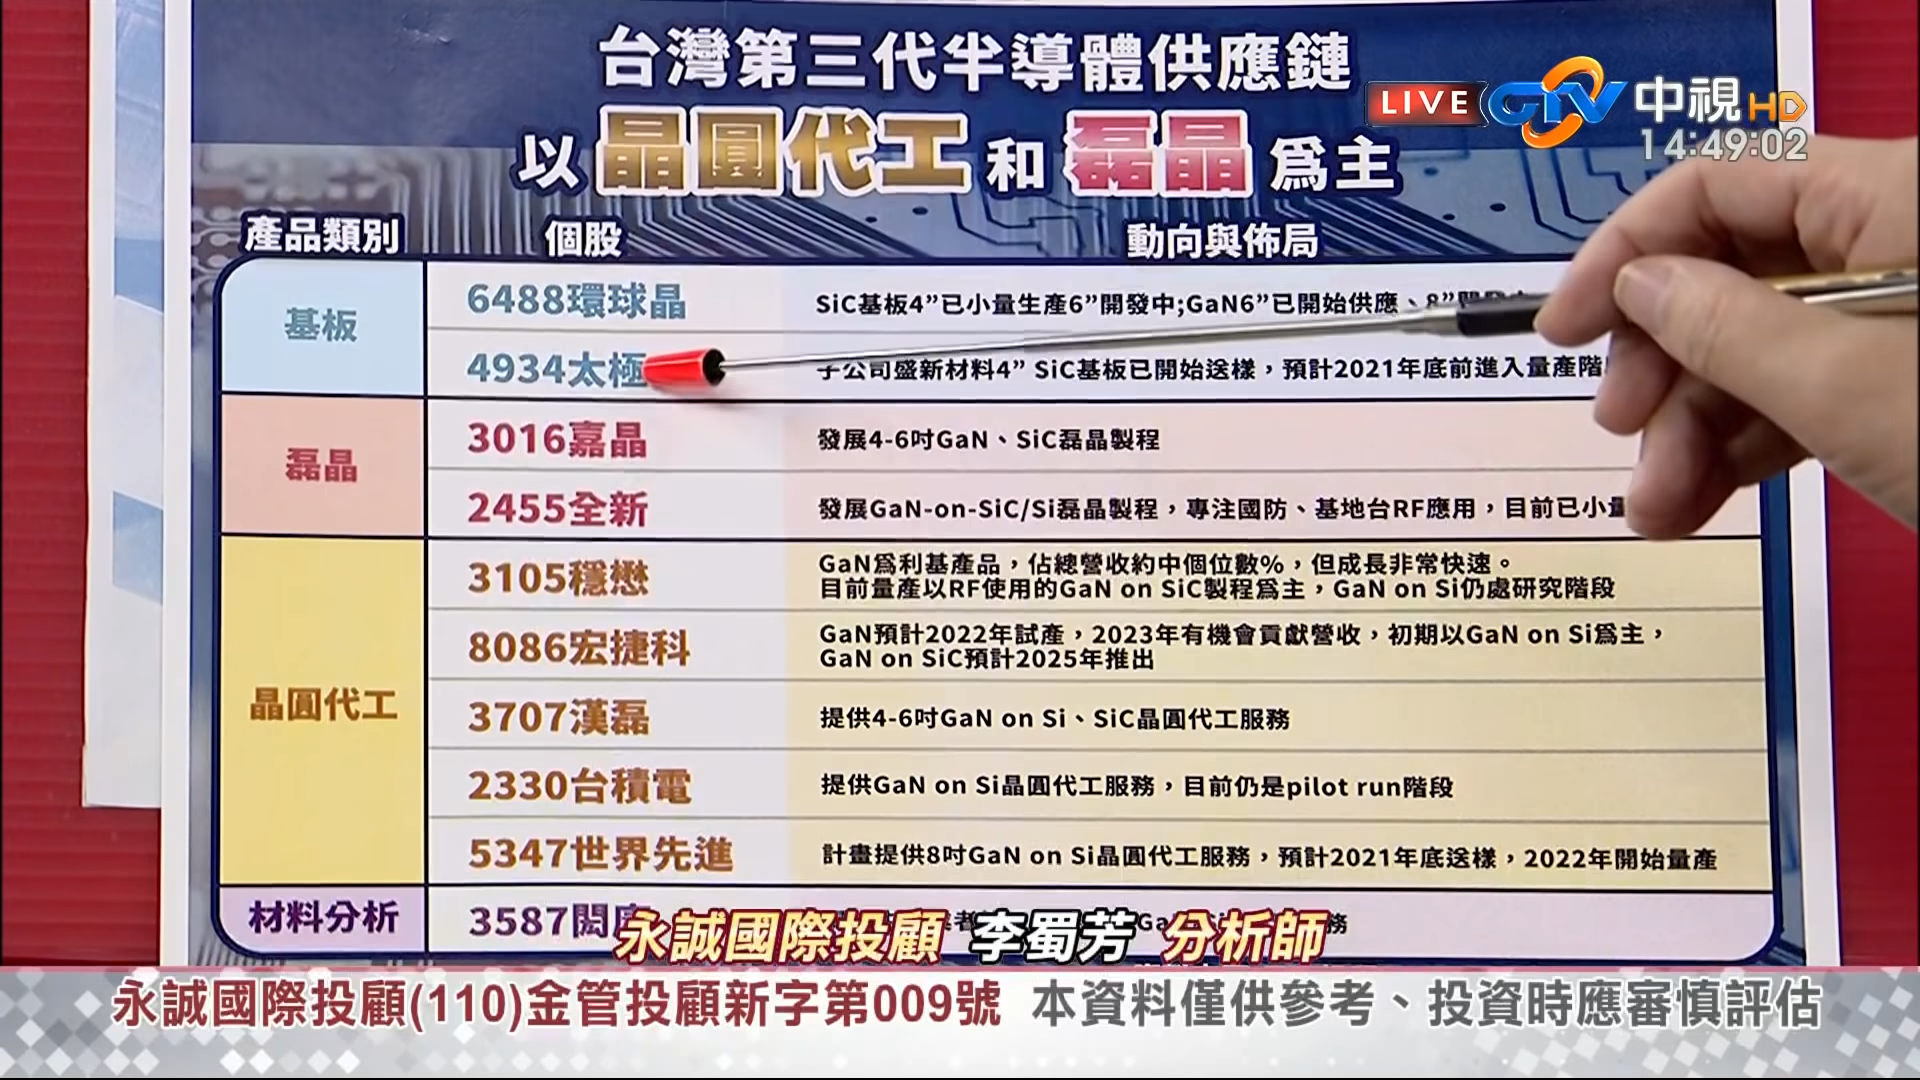 台灣第三代半導體供應鏈
LIVE CTV 中視HD
14:49:02
以晶圓代工和磊晶爲主
產品類別 個股 動向與佈局
基板
6488環球晶 SiC基板4”已小量生產6”開發中;GaN6”已開始供應、8”
4934太極 子公司盛新材料4” SiC基板已開始送樣，預計2021年底前進入量產階
磊晶
3016嘉晶 發展4-6吋GaN、SiC磊晶製程
2455全新 發展GaN-on-SiC/Si磊晶製程，專注國防、基地台RF應用，目前已小量
晶圓代工
3105穩懋 GaN爲利基產品，佔總營收約中個位數%，但成長非常快速。
目前量產以RF使用的GaN on SiC製程爲主，GaN on Si仍處研究階段
8086宏捷科 GaN預計2022年試產，2023年有機會貢獻營收，初期以GaN on Si爲主，
GaN on SiC預計2025年推出
3707漢磊 提供4-6吋GaN on Si、SiC晶圓代工服務
2330台積電 提供GaN on Si晶圓代工服務，目前仍是pilot run階段
5347世界先進 計畫提供8吋GaN on Si晶圓代工服務，預計2021年底送樣，2022年開始量產
材料分析
3587閎
永誠國際投顧 李蜀芳 分析師
永誠國際投顧(110)金管投顧新字第009號 本資料僅供參考、投資時應審慎評估